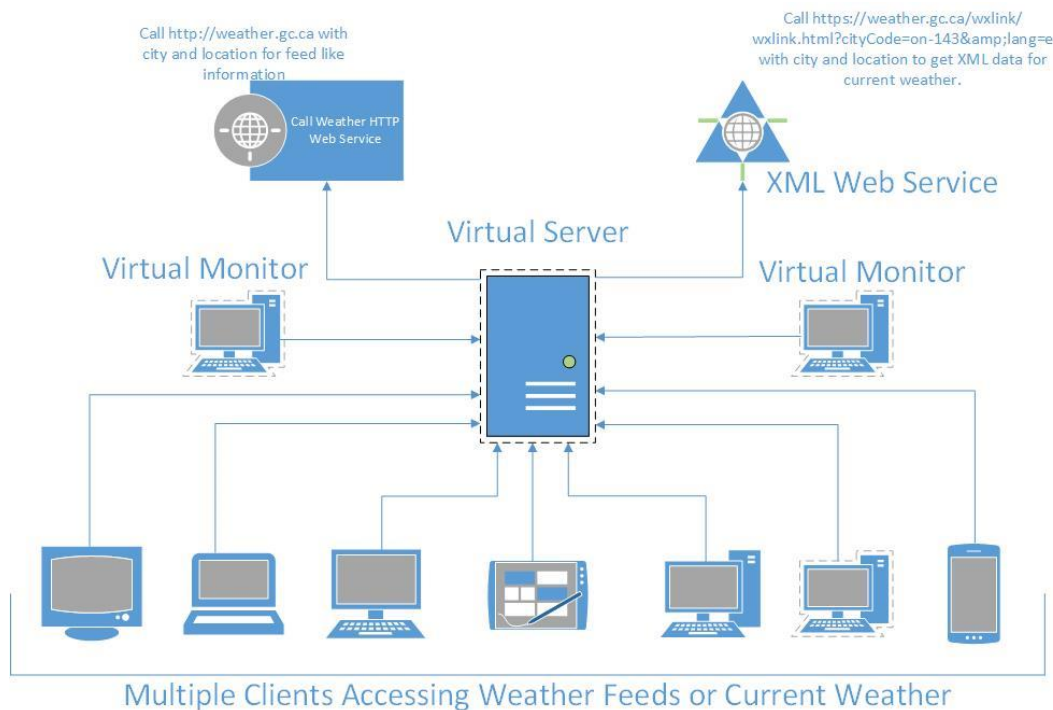 Call http://weather.gc.ca with
city and location for feed like
information
Call Weather HTTP
Web Service
Call https://weather.gc.ca/wxlink/
wxlink.html?cityCode=on-143&amp;lang=e
with city and location to get XML data for
current weather.
XML Web Service
Virtual Server
Virtual Monitor
Virtual Monitor
Multiple Clients Accessing Weather Feeds or Current Weather